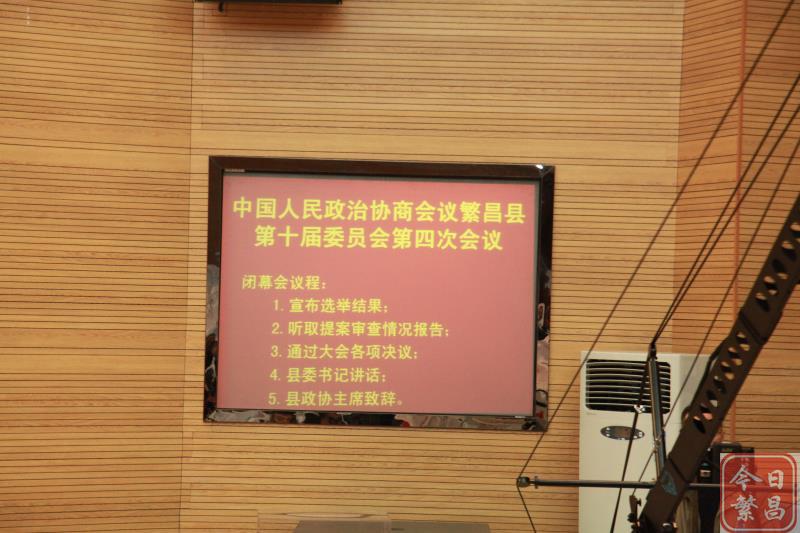 中国人民政治协商会议繁昌县
第十届委员会第四次会议
闭幕会议程：
1. 宣布选举结果；
2. 听取提案审查情况报告；
3. 通过大会各项决议；
4. 县委书记讲话；
5. 县政协主席致辞。
今日
繁昌